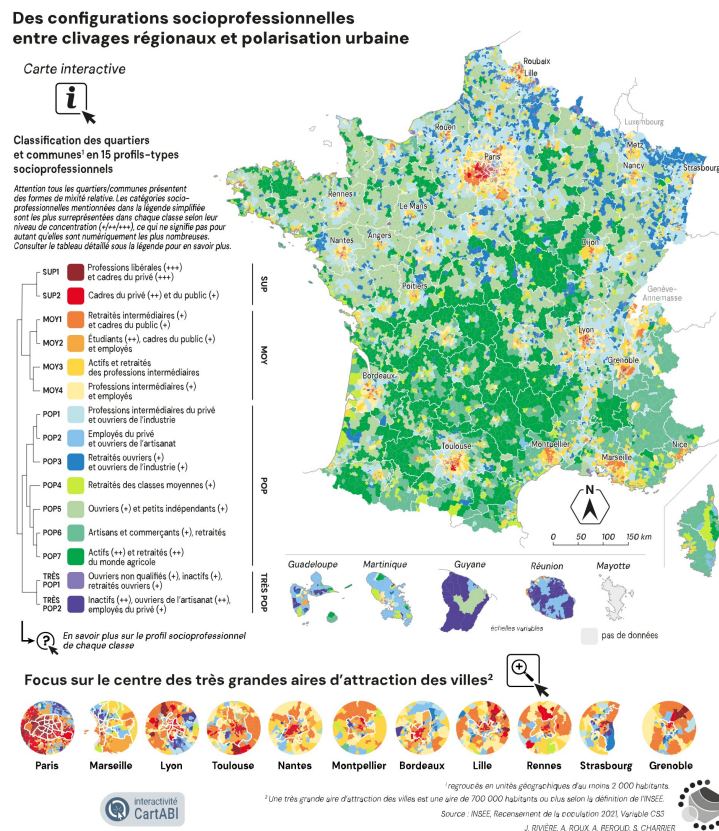 Des configurations socioprofessionnelles
entre clivages régionaux et polarisation urbaine
Carte interactive
i
Classification des quartiers
et communes¹ en 15 profils-types
socioprofessionnels
Attention tous les quartiers/communes présentent
des formes de mixité relative. Les catégories socio-
professionnelles mentionnées dans la légende simplifiée
sont les plus surreprésentées dans chaque classe selon leur
niveau de concentration (+/++/+++), ce qui ne signifie pas pour
autant qu'elles sont numériquement les plus nombreuses.
Consulter le tableau détaillé sous la légende pour en savoir plus.
SUP1 Professions libérales (+++)
et cadres du privé (+++)
SUP2 Cadres du privé (++) et du public (+)
SUP
MOY1 Retraités intermédiaires (+)
et cadres du public (+)
MOY2 Étudiants (++), cadres du public (+)
et employés
MOY3 Actifs et retraités
des professions intermédiaires
MOY4 Professions intermédiaires (+)
et employés
MOY
POP1 Professions intermédiaires du privé
et ouvriers de l'industrie
POP2 Employés du privé
et ouvriers de l'artisanat
POP3 Retraités ouvriers (+)
et ouvriers de l'industrie (+)
POP4 Retraités des classes moyennes (+)
POP5 Ouvriers (+) et petits indépendants (+)
POP6 Artisans et commerçants (+), retraités
POP7 Actifs (++) et retraités (++)
du monde agricole
POP
TRÈS POP1 Ouvriers non qualifiés (+), inactifs (+),
retraités ouvriers (+)
TRÈS POP2 Inactifs (++), ouvriers de l'artisanat (++),
employés du privé (+)
TRÈS POP
? En savoir plus sur le profil socioprofessionnel
de chaque classe
Roubaix
Lille
Luxembourg
Rouen
Metz
Paris
Nancy
Strasbourg
Rennes
Le Mans
Angers
Nantes
Dijon
Poitiers
Genève-
Annemasse
Lyon
Grenoble
Bordeaux
Toulouse
Montpellier
Nice
Marseille
N
0 50 100 150 km
Guadeloupe Martinique Guyane Réunion Mayotte
échelles variables
pas de données
Focus sur le centre des très grandes aires d'attraction des villes²
Paris Marseille Lyon Toulouse Nantes Montpellier Bordeaux Lille Rennes Strasbourg Grenoble
¹ regroupés en unités géographiques d'au moins 2 000 habitants.
² Une très grande aire d'attraction des villes est une aire de 700 000 habitants ou plus selon la définition de l'INSEE.
Source : INSEE, Recensement de la population 2021, Variable CS3
J. RIVIÈRE, A. ROUX, A. PEROUD, S. CHARRIER
interactivité
CartABl